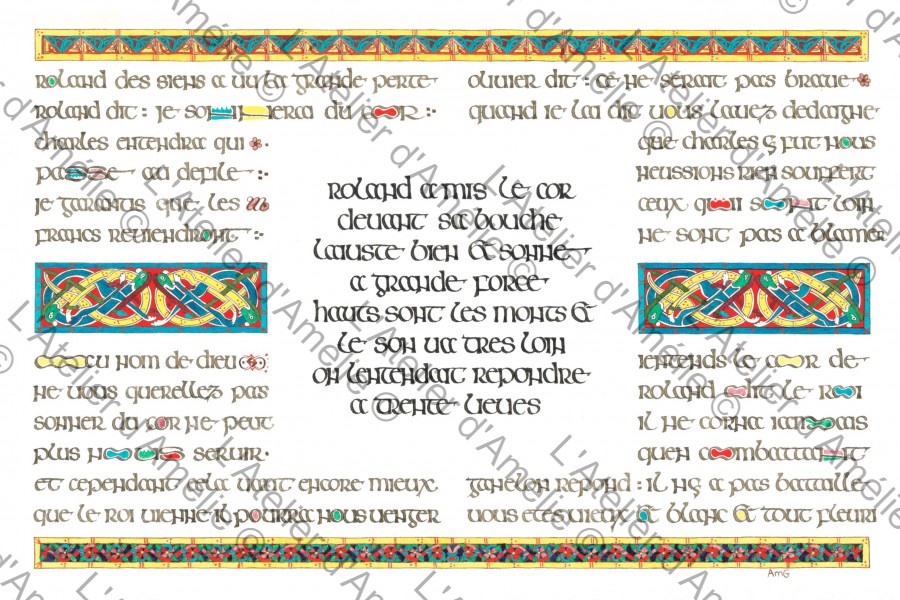 roland des siens a vu la grande perte
roland dit : je sonnerai du cor :·
charles entendra qui
passe au defile :·
je garantis que les
francs reviendront :·
olivier dit : ce ne serait pas brave
quand je l ai dit vous l avez dedaigne
que charles ς fut nous
n eussions rien souffert
ceux qui sont loin
ne sont pas a blamer
roland a mis le cor
devant sa bouche
l ajuste bien & sonne
a grande force
hauts sont les monts &
le son va tres loin
on l entendait repondre
a trente lieues
au nom de dieu
ne vous querellez pas
sonner du cor ne peut
plus nous servir·
et cependant cela vaut encore mieux
que le roi vienne il pourra nous venger
j entends le cor de
roland dit le roi
il ne corna jamais
qu en combattant
ganelon repond : il n ς a pas bataille
vous etes vieux & blanc & tout fleuri
AmG
L'Atelier d'Amélie ©